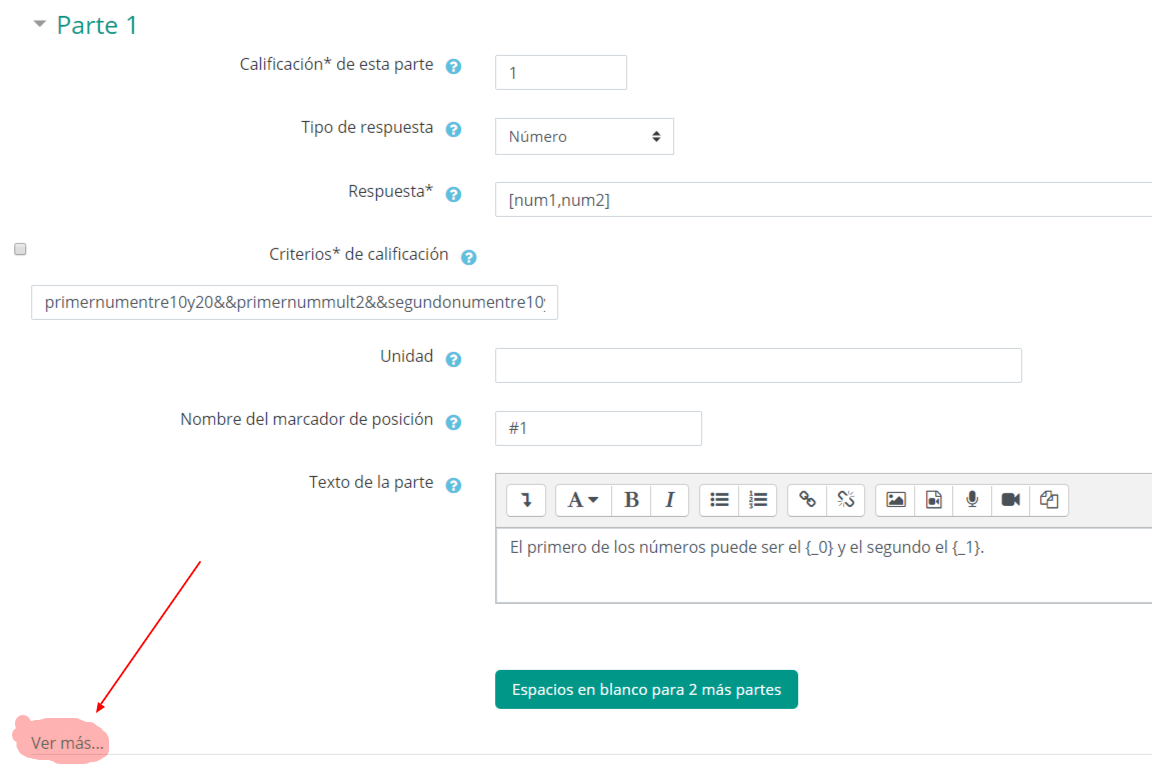 Parte 1
Calificación* de esta parte
1
Tipo de respuesta
Número
Respuesta*
[num1,num2]
Criterios* de calificación
primernumentre10y20&&primernummult2&&segundonumentre10
Unidad
Nombre del marcador de posición
#1
Texto de la parte
A B I
El primero de los números puede ser el {_0} y el segundo el {_1}.
Espacios en blanco para 2 más partes
Ver más...